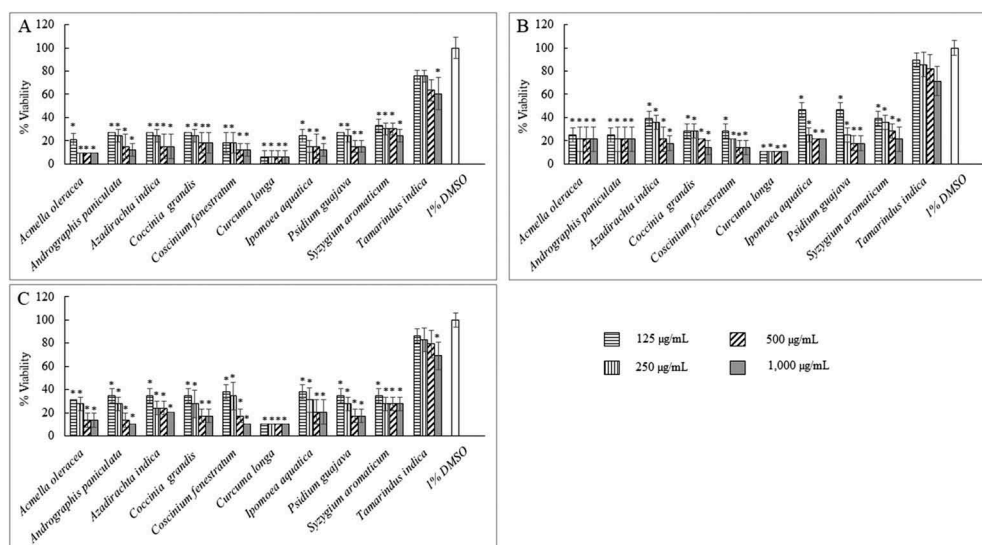 A
120
100
80
60
40
20
0
% Viability
Acmella oleracea
Andrographis paniculata
Azadirachta indica
Coccinia grandis
Coscinium fenestratum
Curcuma longa
Ipomoea aquatica
Psidium guajava
Syzygium aromaticum
Tamarindus indica
1% DMSO
B
120
100
80
60
40
20
0
% Viability
Acmella oleracea
Andrographis paniculata
Azadirachta indica
Coccinia grandis
Coscinium fenestratum
Curcuma longa
Ipomoea aquatica
Psidium guajava
Syzygium aromaticum
Tamarindus indica
1% DMSO
C
120
100
80
60
40
20
0
% Viability
Acmella oleracea
Andrographis paniculata
Azadirachta indica
Coccinia grandis
Coscinium fenestratum
Curcuma longa
Ipomoea aquatica
Psidium guajava
Syzygium aromaticum
Tamarindus indica
1% DMSO
125 µg/mL
500 µg/mL
250 µg/mL
1,000 µg/mL